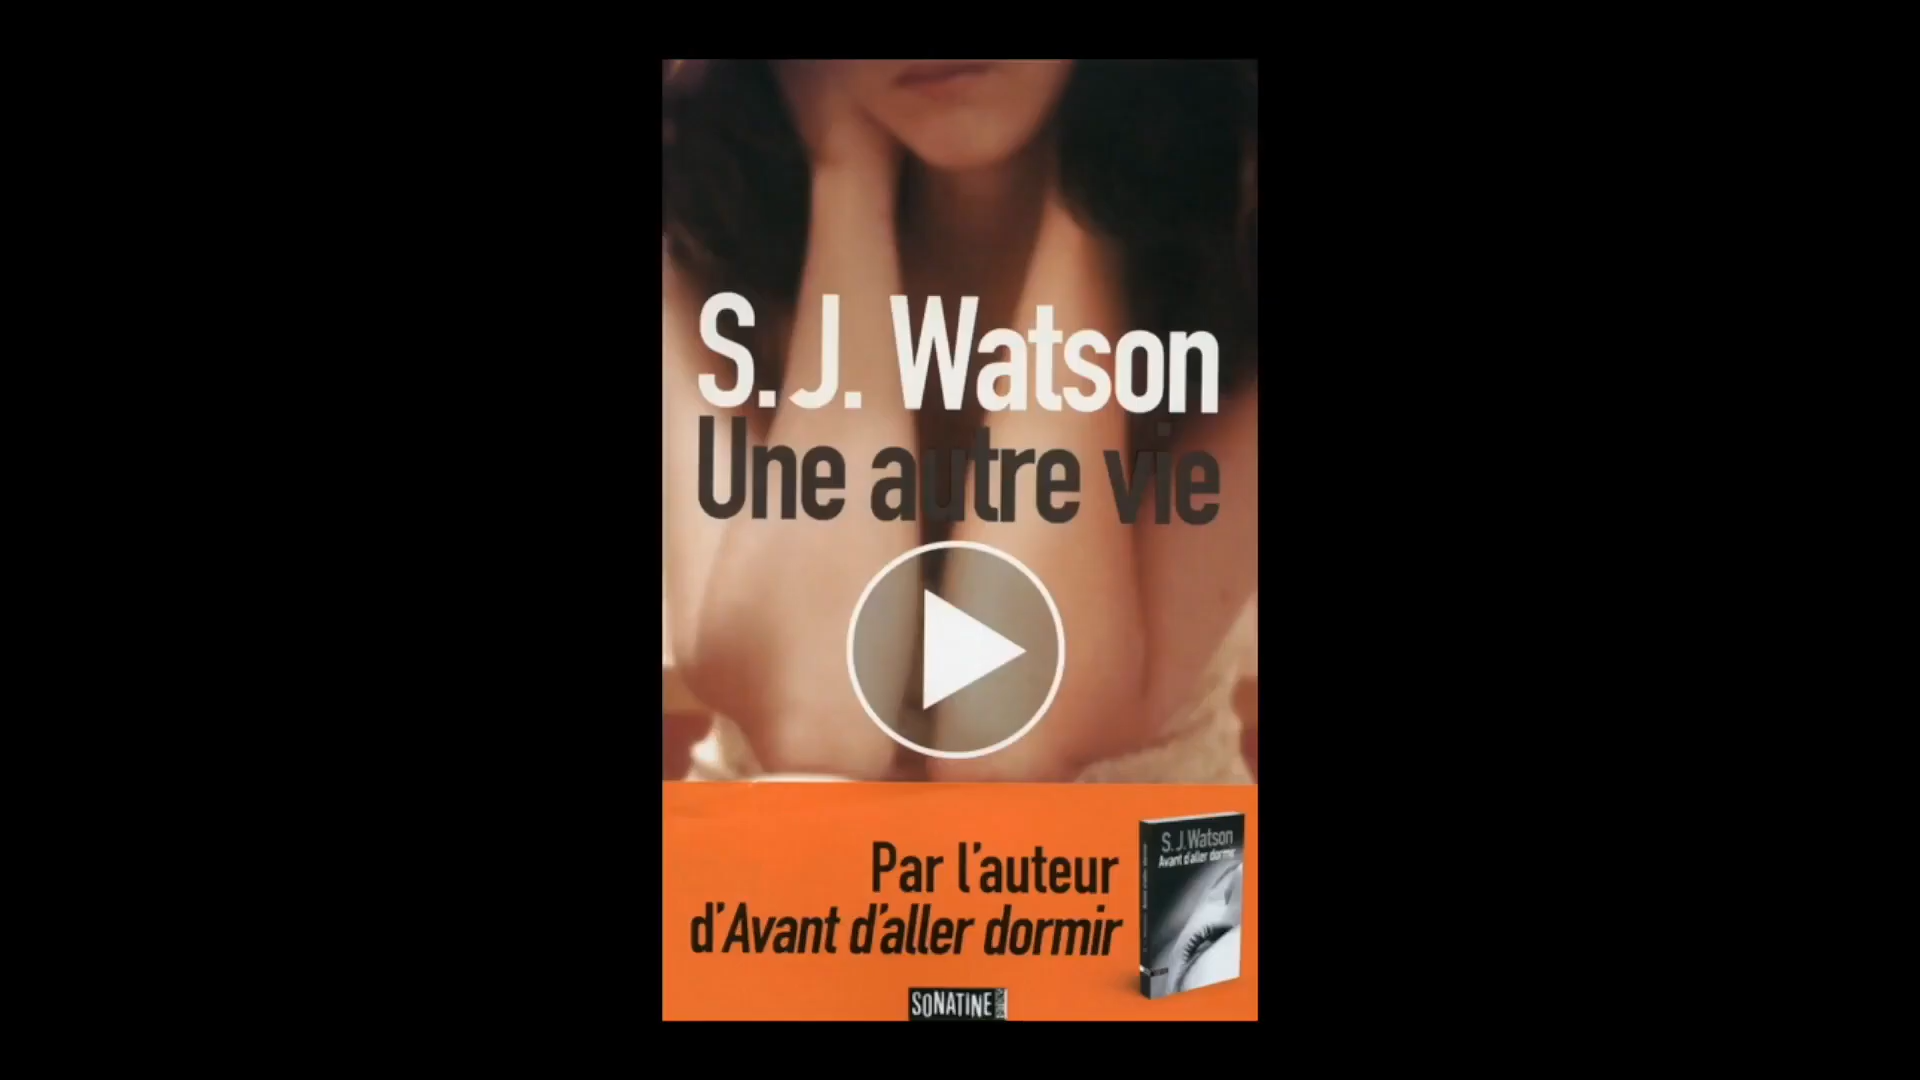 S. J. Watson
Une autre vie
Par l'auteur
d'Avant d'aller dormir
S. J. Watson
Avant d'aller dormir
SONATINE